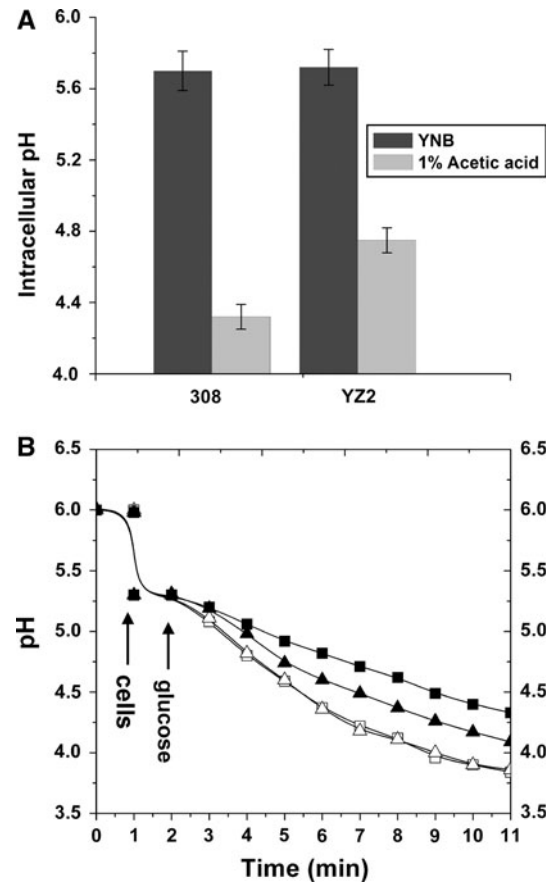 A
6.0
5.6
5.2
4.8
4.4
4.0
Intracellular pH
YNB
1% Acetic acid
308
YZ2
B
6.5
6.0
5.5
5.0
4.5
4.0
3.5
pH
6.5
6.0
5.5
5.0
4.5
4.0
3.5
cells
glucose
0 1 2 3 4 5 6 7 8 9 10 11
Time (min)